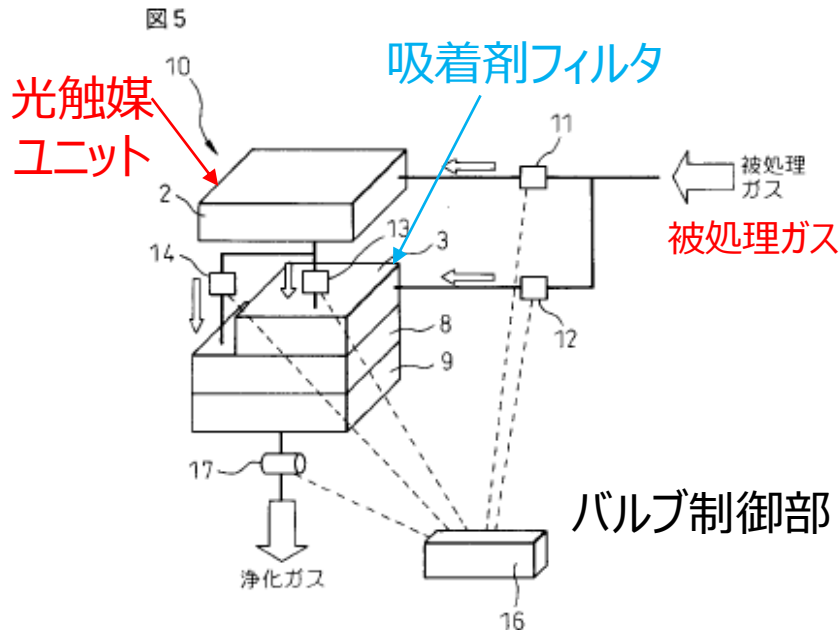 図5
吸着剤フィルタ
光触媒
ユニット
10
11
被処理
ガス
被処理ガス
2
13
3
14
12
8
9
17
バルブ制御部
浄化ガス
16